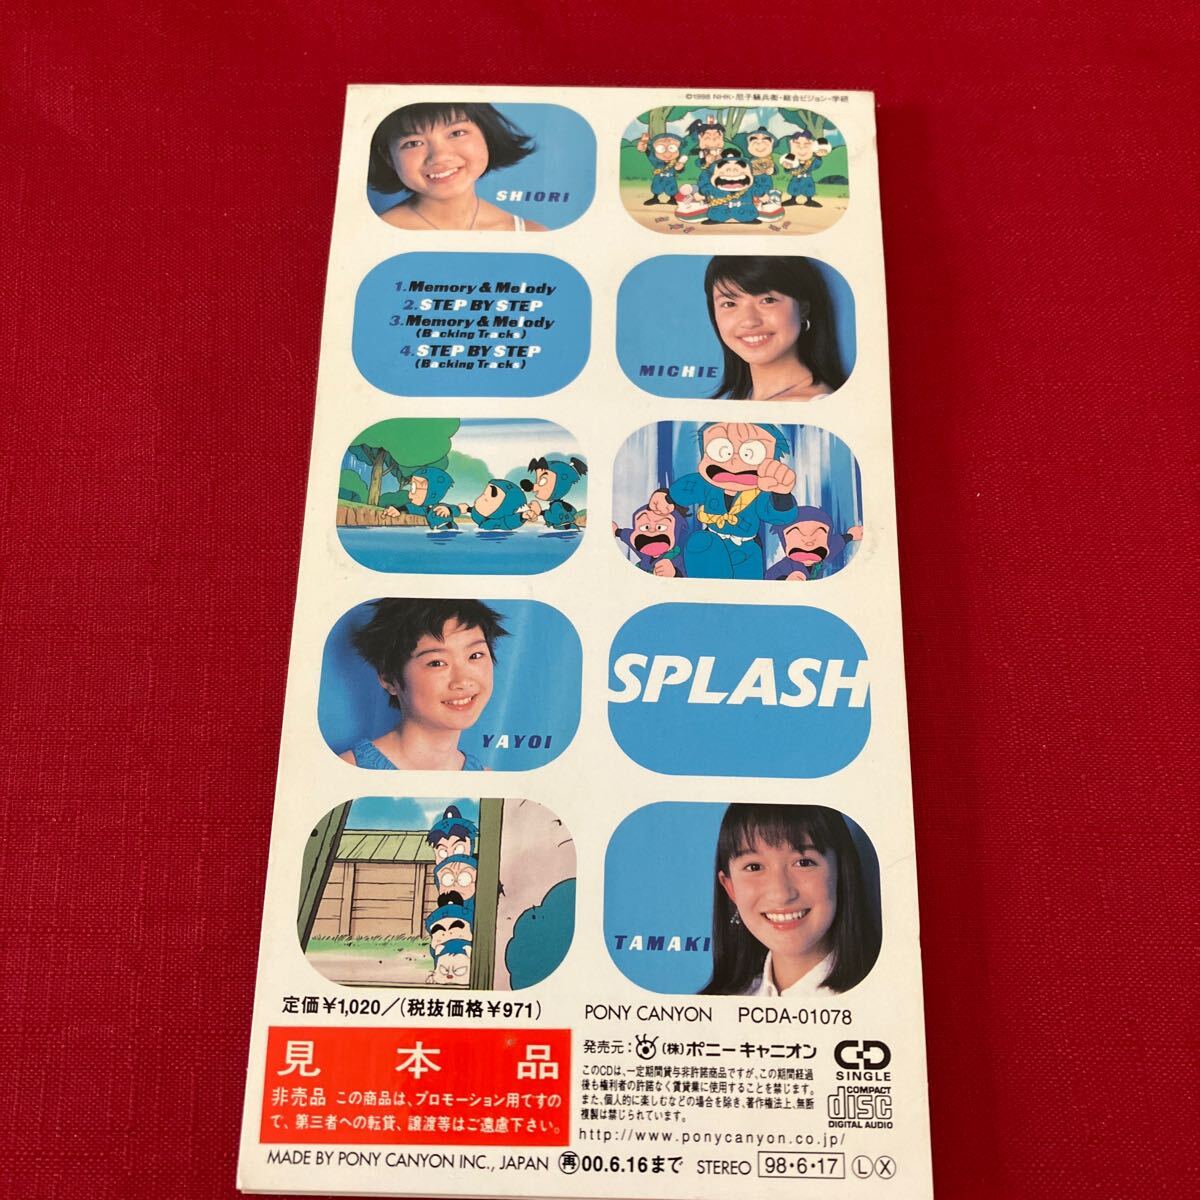 ©1998 NHK・尼子騒兵衛・総合ビジョン・学研
SHIORI
1.Memory & Melody
2.STEP BY STEP
3.Memory & Melody
(Backing Tracks)
4.STEP BY STEP
(Backing Tracks)
MICHIE
YAYOI
SPLASH
TAMAKI
定価¥1,020/(税抜価格¥971)
PONY CANYON PCDA-01078
見本品
非売品 この商品は、プロモーション用ですの
で、第三者への転貸、譲渡等はご遠慮下さい。
発売元: (株)ポニーキャニオン
このCDは、一定期間貸与非許諾商品ですが、この期間経過
後も権利者の許諾なく賃貸業に使用することを禁じます。
また、個人的に楽しむなどの場合を除き、著作権法上、無断
複製は禁じられています。
http://www.ponycanyon.co.jp/
CD
SINGLE
COMPACT
disc
DIGITAL AUDIO
MADE BY PONY CANYON INC., JAPAN 再00.6.16まで STEREO 98・6・17 Ⓛ Ⓧ